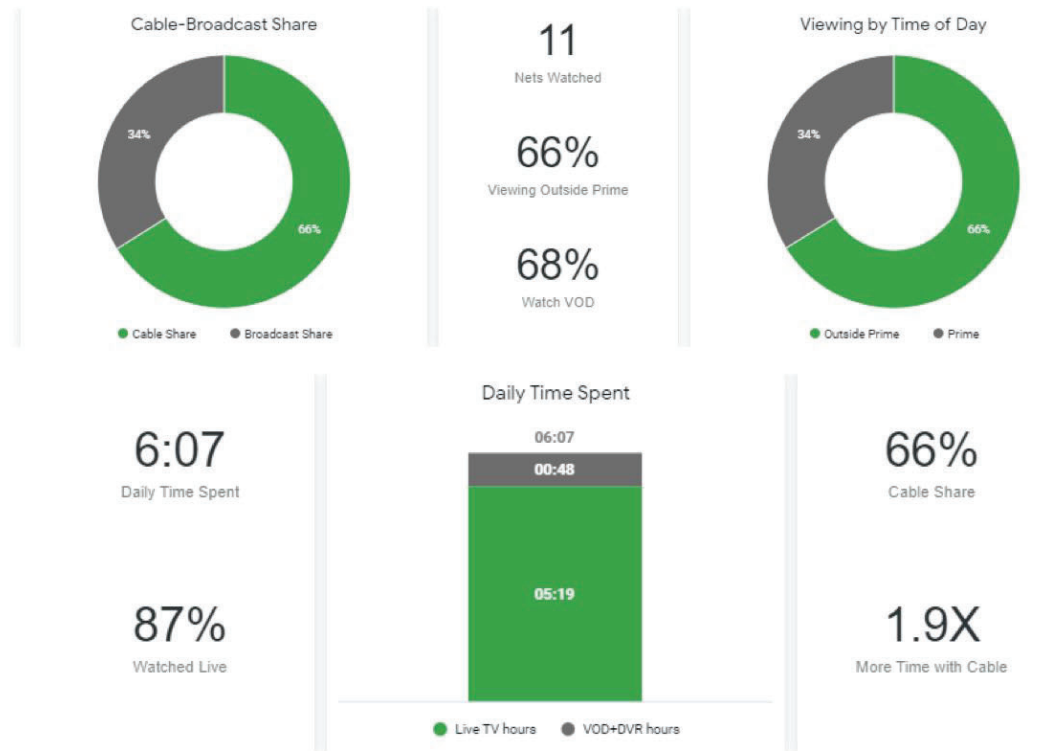 Cable-Broadcast Share
34%
66%
Cable Share Broadcast Share
11
Nets Watched
66%
Viewing Outside Prime
68%
Watch VOD
Viewing by Time of Day
34%
66%
Outside Prime Prime
6:07
Daily Time Spent
87%
Watched Live
Daily Time Spent
06:07
00:48
05:19
Live TV hours VOD+DVR hours
66%
Cable Share
1.9X
More Time with Cable